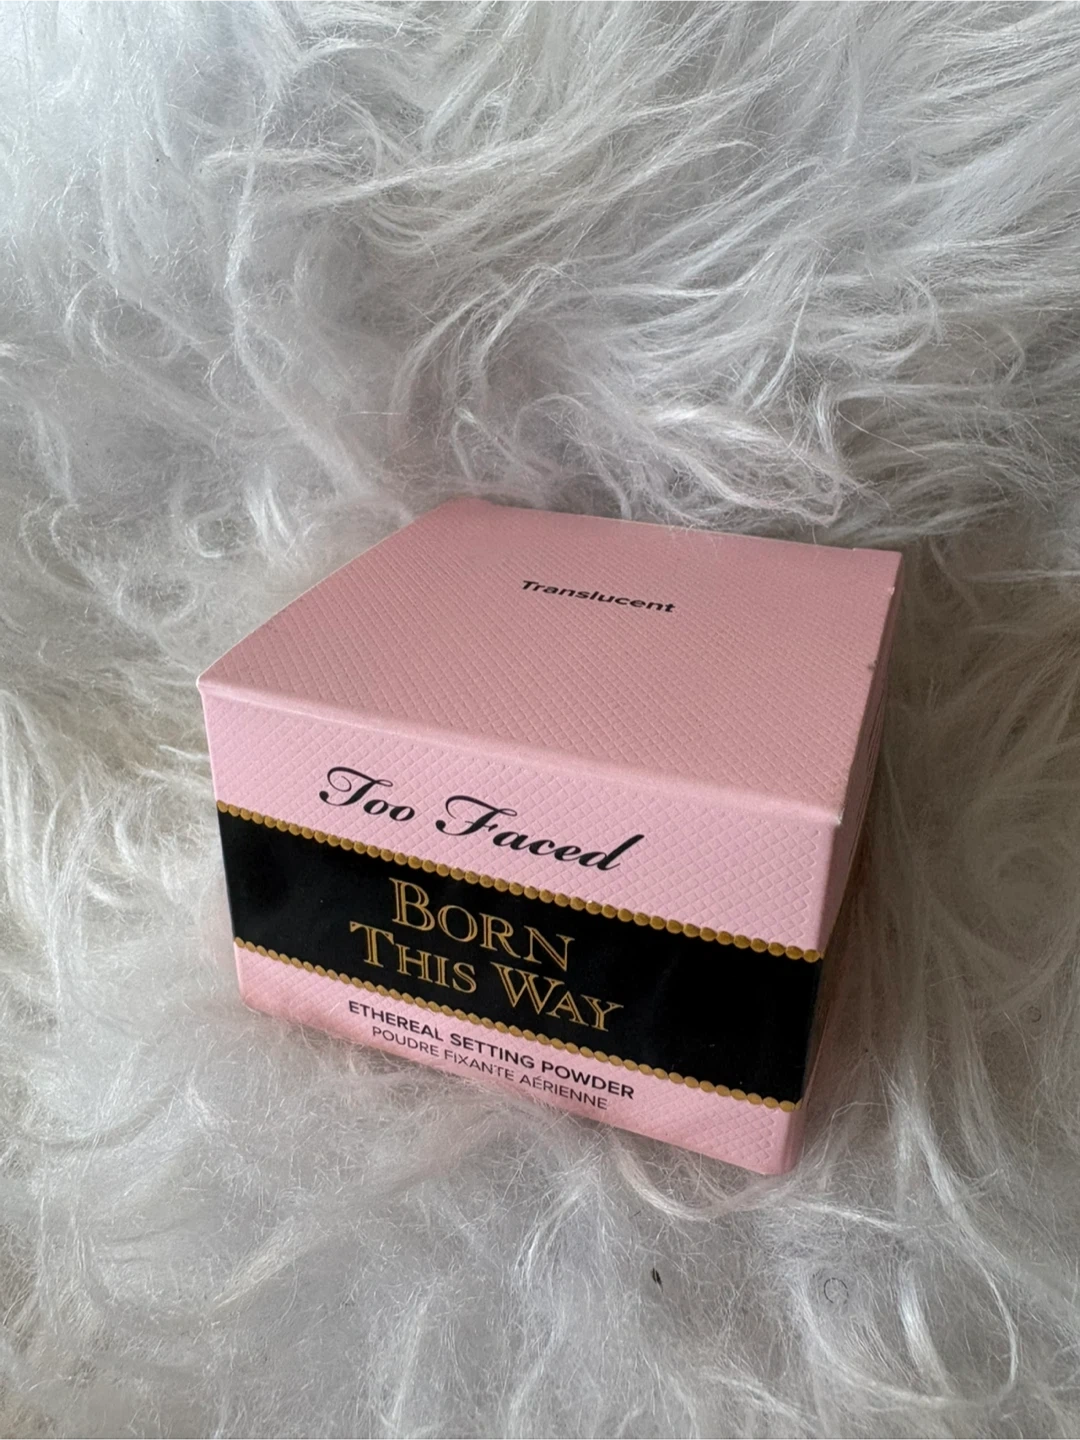 Translucent
Too Faced
BORN
THIS WAY
ETHEREAL SETTING POWDER
POUDRE FIXANTE AÉRIENNE